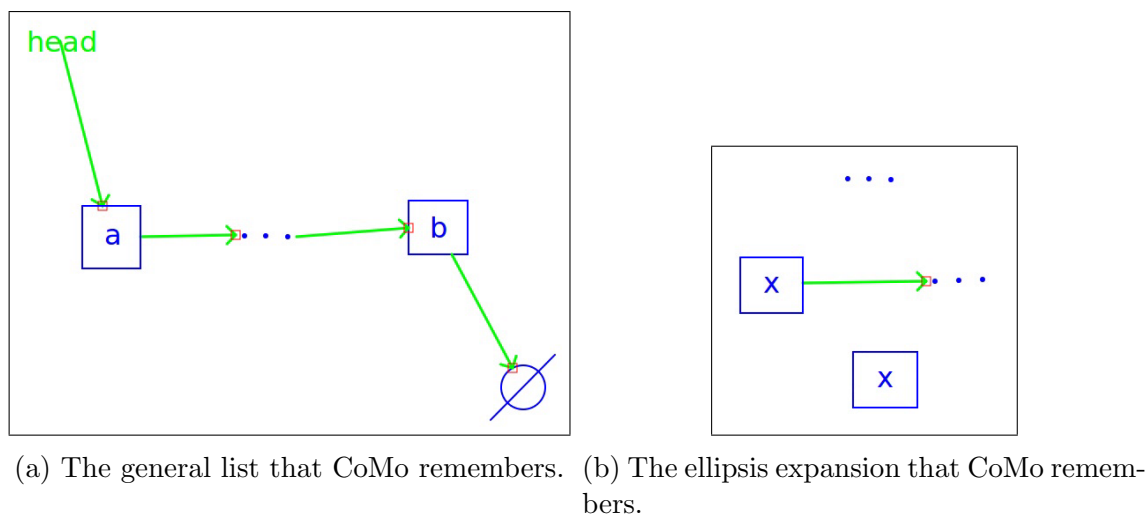 head
a
. . .
b
. . .
x
. . .
x
(a) The general list that CoMo remembers.
(b) The ellipsis expansion that CoMo remem-
bers.